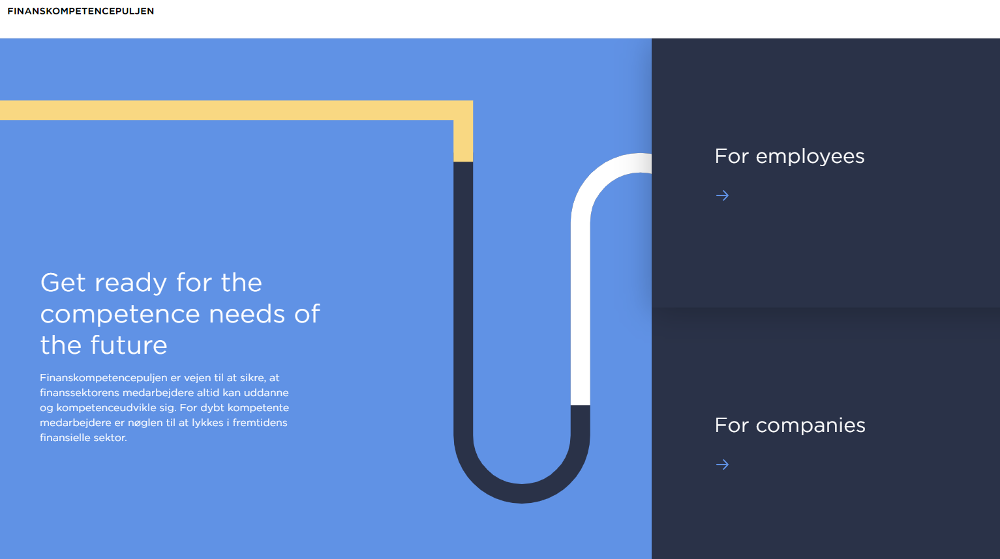 FINANSKOMPETENCEPULJEN
Get ready for the
competence needs of
the future
Finanskompetencepuljen er vejen til at sikre, at
finanssektorens medarbejdere altid kan uddanne
og kompetenceudvikle sig. For dybt kompetente
medarbejdere er nøglen til at lykkes i fremtidens
finansielle sektor.
For employees
For companies